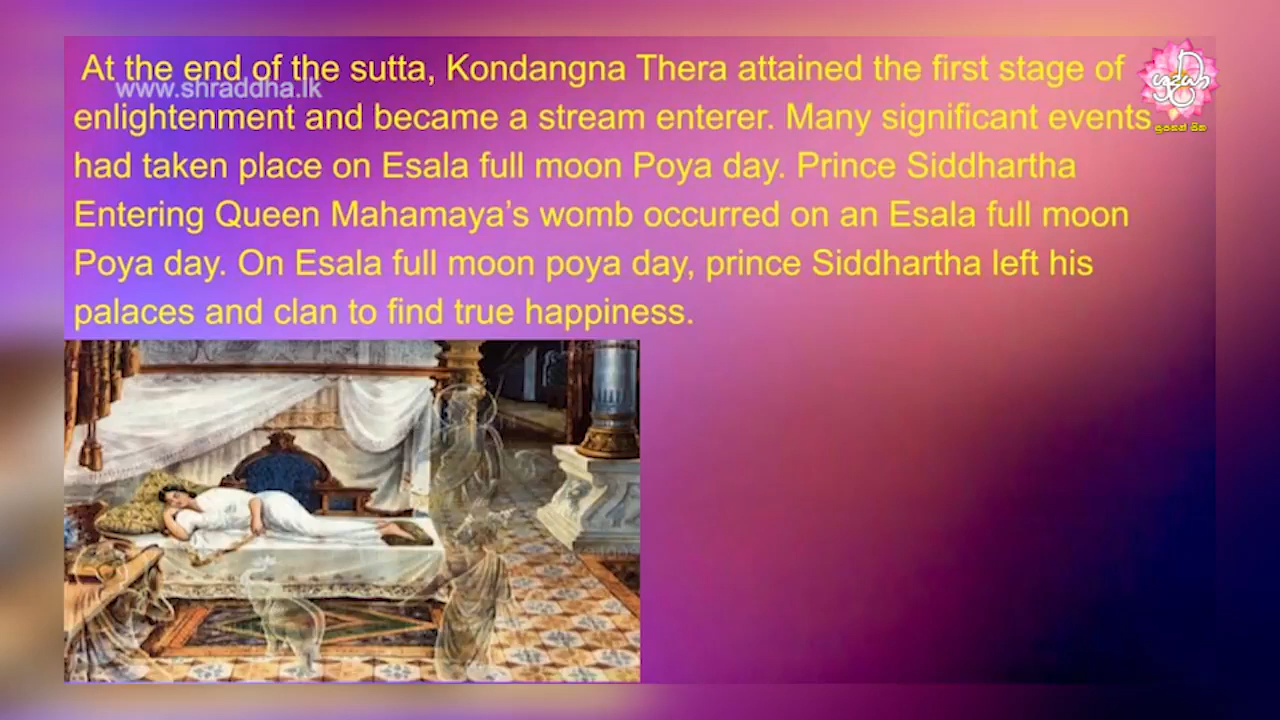 At the end of the sutta, Kondangna Thera attained the first stage of
www.shraddha.lk
enlightenment and became a stream enterer. Many significant events
had taken place on Esala full moon Poya day. Prince Siddhartha
Entering Queen Mahamaya’s womb occurred on an Esala full moon
Poya day. On Esala full moon poya day, prince Siddhartha left his
palaces and clan to find true happiness.
ශ්‍රද්ධා